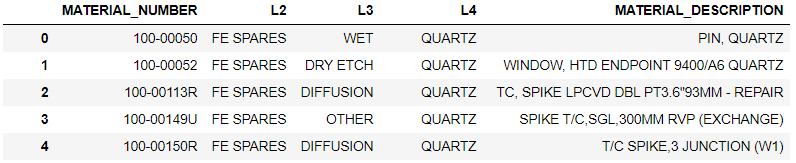 MATERIAL_NUMBER L2 L3 L4 MATERIAL_DESCRIPTION
0 100-00050 FE SPARES WET QUARTZ PIN, QUARTZ
1 100-00052 FE SPARES DRY ETCH QUARTZ WINDOW, HTD ENDPOINT 9400/A6 QUARTZ
2 100-00113R FE SPARES DIFFUSION QUARTZ TC, SPIKE LPCVD DBL PT3.6"93MM - REPAIR
3 100-00149U FE SPARES OTHER QUARTZ SPIKE T/C,SGL,300MM RVP (EXCHANGE)
4 100-00150R FE SPARES DIFFUSION QUARTZ T/C SPIKE,3 JUNCTION (W1)